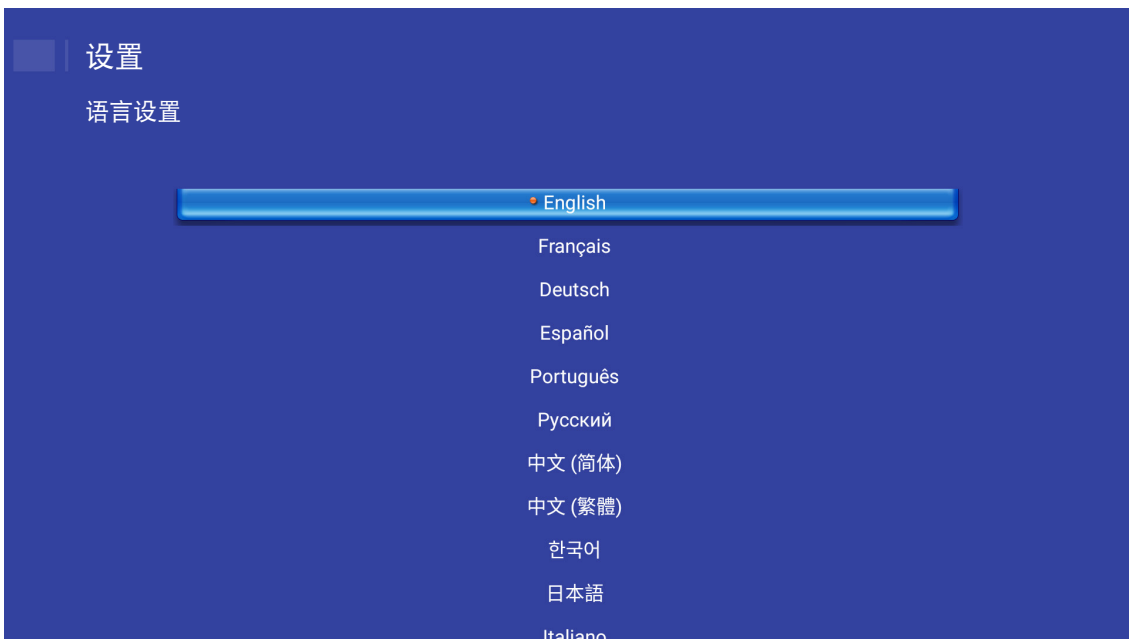 设置
语言设置
English
Français
Deutsch
Español
Português
Русский
中文 (简体)
中文 (繁體)
한국어
日本語
Italiano